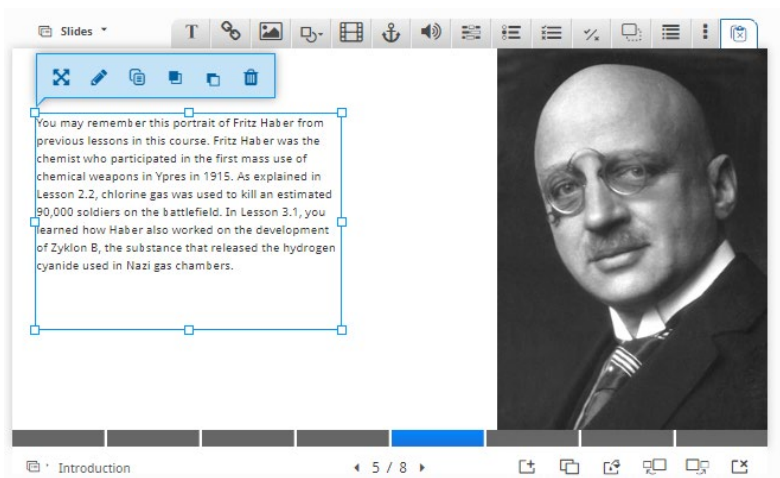 Slides
T
You may remember this portrait of Fritz Haber from
previous lessons in this course. Fritz Haber was the
chemist who participated in the first mass use of
chemical weapons in Ypres in 1915. As explained in
Lesson 2.2, chlorine gas was used to kill an estimated
90,000 soldiers on the battlefield. In Lesson 3.1, you
learned how Haber also worked on the development
of Zyklon B, the substance that released the hydrogen
cyanide used in Nazi gas chambers.
Introduction
5 / 8